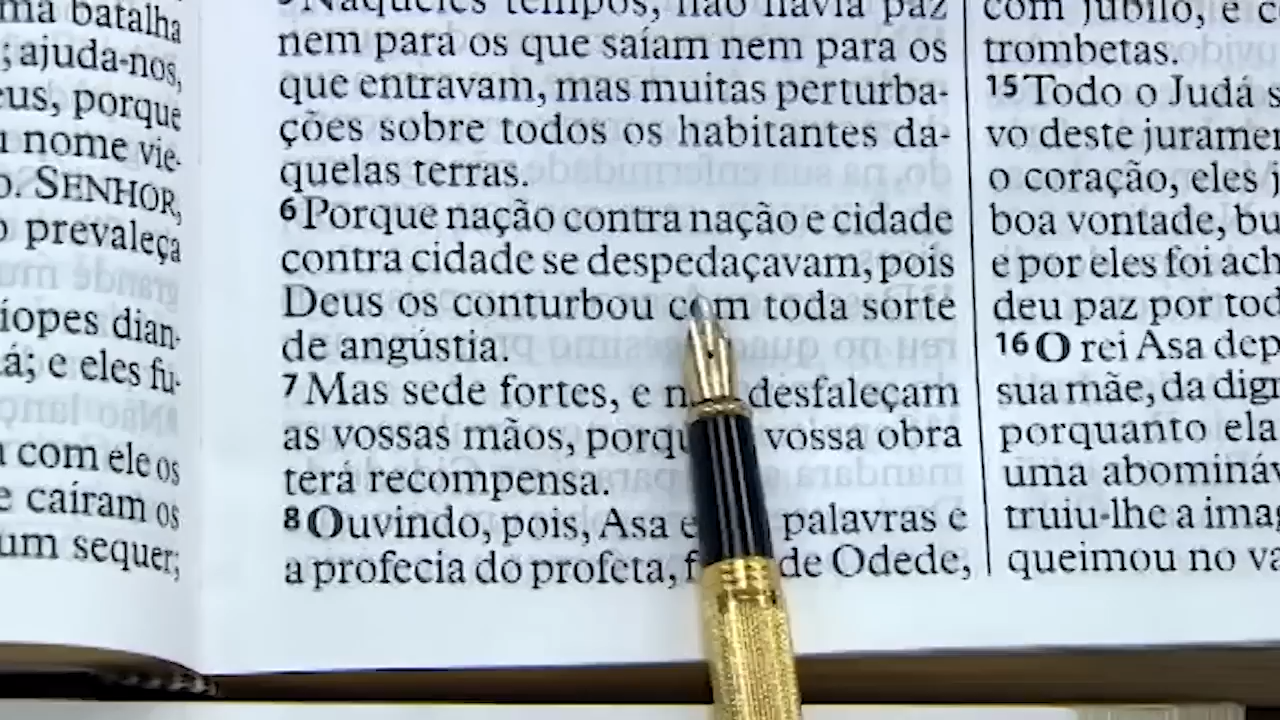 ma batalha
; ajuda-nos,
eus, porque
nome vie-
o. SENHOR,
prevaleça
iopes dian-
á; e eles fu-
com ele os
e caíram os
um sequer;
5 Naqueles tempos, não havia paz
nem para os que saíam nem para os
que entravam, mas muitas perturba-
ções sobre todos os habitantes da-
quelas terras.
6 Porque nação contra nação e cidade
contra cidade se despedaçavam, pois
Deus os conturbou com toda sorte
de angústia.
7 Mas sede fortes, e desfaleçam
as vossas mãos, porqu vossa obra
terá recompensa.
8 Ouvindo, pois, Asa e palavras e
a profecia do profeta, f de Odede,
com júbilo, e c
trombetas.
15 Todo o Judá s
vo deste juramen
o coração, eles j
boa vontade, bu
e por eles foi ach
deu paz por tod
16 O rei Asa dep
sua mãe, da dign
porquanto ela
uma abomináv
truiu-lhe a imag
queimou no va